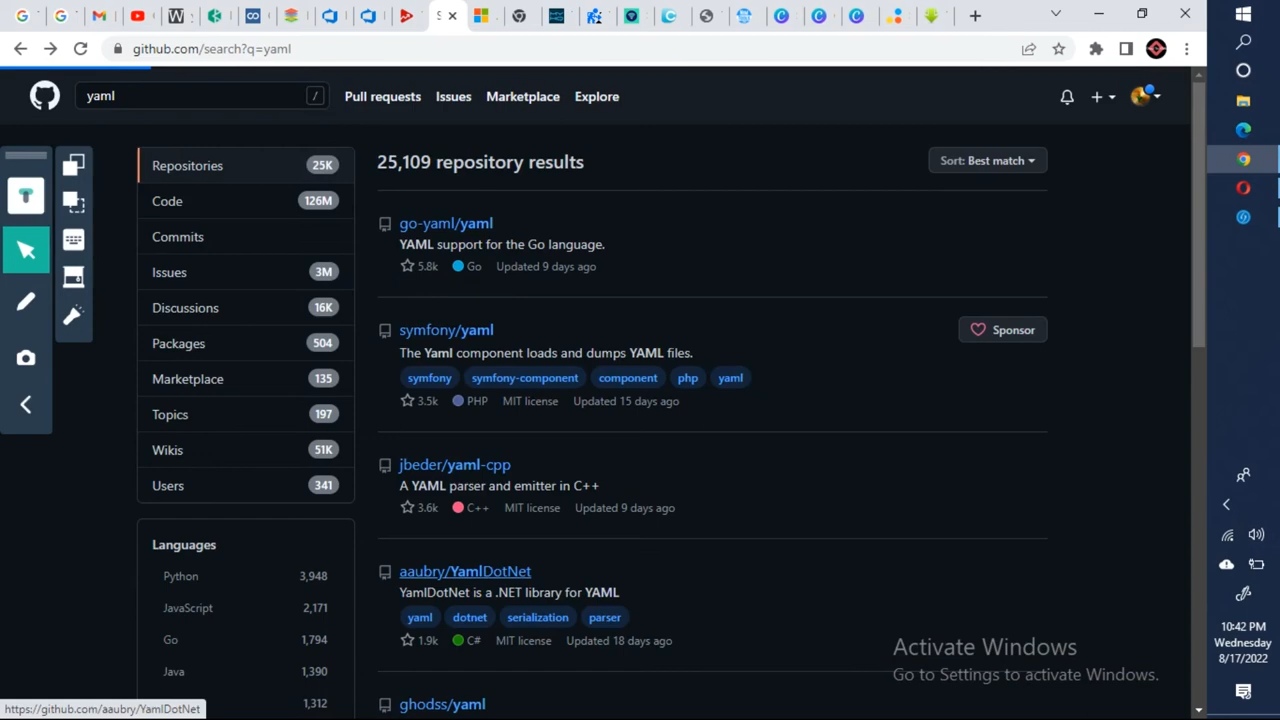 github.com/search?q=yaml
yaml
/
Pull requests
Issues
Marketplace
Explore
Repositories 25K
Code 126M
Commits
Issues 3M
Discussions 16K
Packages 504
Marketplace 135
Topics 197
Wikis 51K
Users 341
Languages
Python 3,948
JavaScript 2,171
Go 1,794
Java 1,390
1,312
25,109 repository results
Sort: Best match
go-yaml/yaml
YAML support for the Go language.
5.8k Go Updated 9 days ago
symfony/yaml
Sponsor
The Yaml component loads and dumps YAML files.
symfony symfony-component component php yaml
3.5k PHP MIT license Updated 15 days ago
jbeder/yaml-cpp
A YAML parser and emitter in C++
3.6k C++ MIT license Updated 9 days ago
aaubry/YamlDotNet
YamlDotNet is a .NET library for YAML
yaml dotnet serialization parser
1.9k C# MIT license Updated 18 days ago
ghodss/yaml
Activate Windows
Go to Settings to activate Windows.
https://github.com/aaubry/YamlDotNet
10:42 PM
Wednesday
8/17/2022